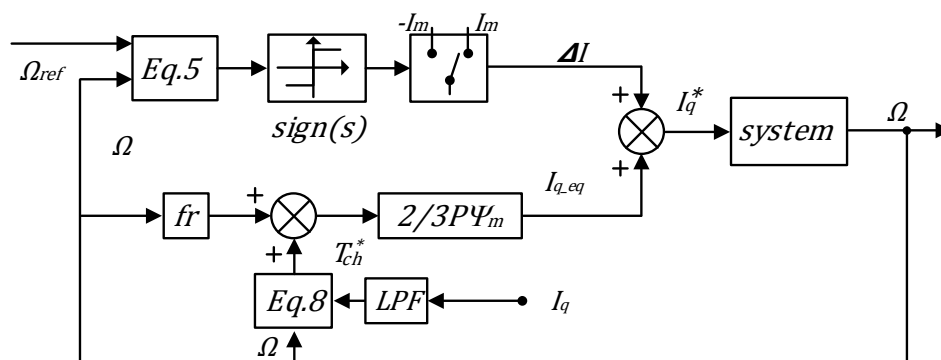 -Im Im
Ωref
Eq.5
sign(s)
ΔI
+
+
Iq*
system
Ω
Ω
fr
+
+
2/3PΨm
Iq_eq
Tch*
Eq.8
LPF
Iq
Ω